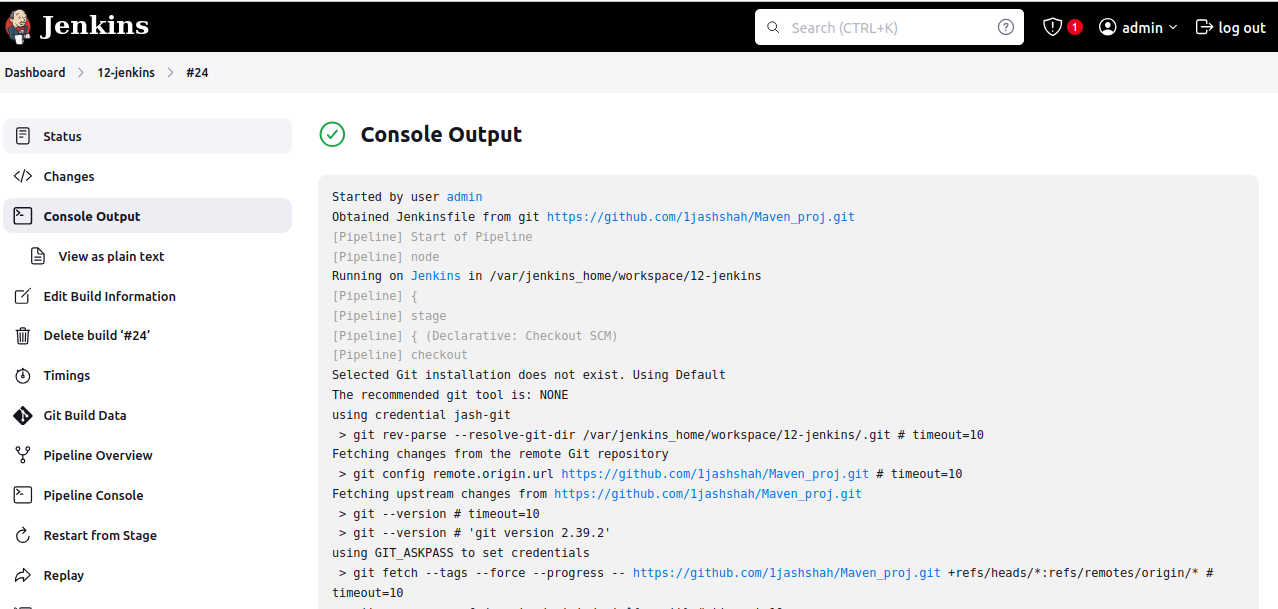 Jenkins
Search (CTRL+K)
1
admin
log out
Dashboard
12-jenkins
#24
Status
Changes
Console Output
View as plain text
Edit Build Information
Delete build ‘#24’
Timings
Git Build Data
Pipeline Overview
Pipeline Console
Restart from Stage
Replay
Console Output
Started by user admin
Obtained Jenkinsfile from git https://github.com/1jashshah/Maven_proj.git
[Pipeline] Start of Pipeline
[Pipeline] node
Running on Jenkins in /var/jenkins_home/workspace/12-jenkins
[Pipeline] {
[Pipeline] stage
[Pipeline] { (Declarative: Checkout SCM)
[Pipeline] checkout
Selected Git installation does not exist. Using Default
The recommended git tool is: NONE
using credential jash-git
> git rev-parse --resolve-git-dir /var/jenkins_home/workspace/12-jenkins/.git # timeout=10
Fetching changes from the remote Git repository
> git config remote.origin.url https://github.com/1jashshah/Maven_proj.git # timeout=10
Fetching upstream changes from https://github.com/1jashshah/Maven_proj.git
> git --version # timeout=10
> git --version # 'git version 2.39.2'
using GIT_ASKPASS to set credentials
> git fetch --tags --force --progress -- https://github.com/1jashshah/Maven_proj.git +refs/heads/*:refs/remotes/origin/* #
timeout=10